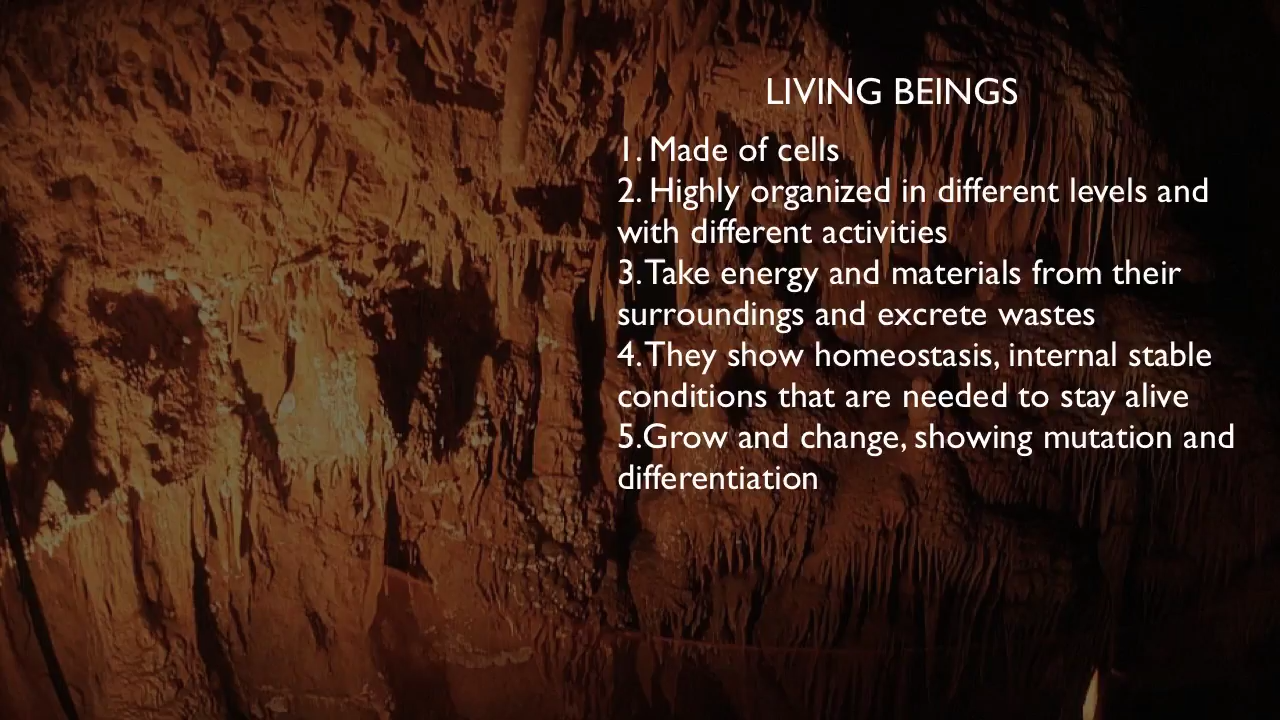 LIVING BEINGS
1. Made of cells
2. Highly organized in different levels and
with different activities
3. Take energy and materials from their
surroundings and excrete wastes
4. They show homeostasis, internal stable
conditions that are needed to stay alive
5.Grow and change, showing mutation and
differentiation